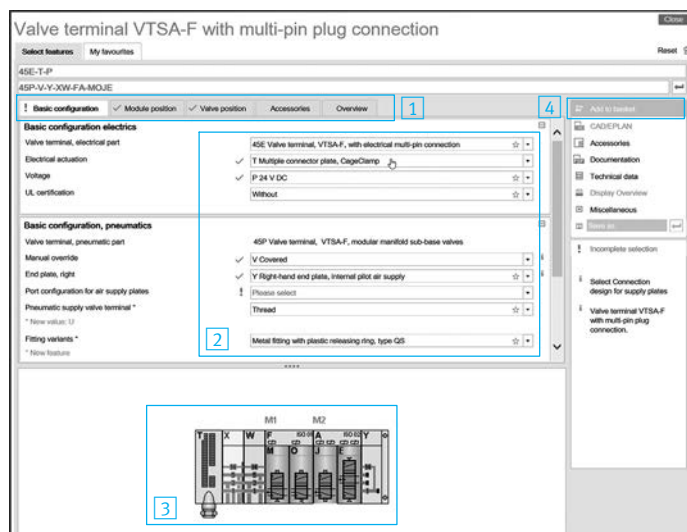 Close
Valve terminal VTSA-F with multi-pin plug connection
Select features
My favourites
Reset
45E-T-P
45P-V-Y-XW-FA-MOJE
! Basic configuration
Module position
Valve position
Accessories
Overview
1
4
Add to basket
Basic configuration electrics
CAD/EPLAN
Valve terminal, electrical part
45E Valve terminal, VTSA-F, with electrical multi-pin connection
Accessories
Electrical actuation
T Multiple connector plate, CageClamp
Documentation
Voltage
P 24 V DC
Technical data
UL certification
Without
Display Overview
Miscellaneous
Save as
Basic configuration, pneumatics
Valve terminal, pneumatic part
45P Valve terminal, VTSA-F, modular manifold sub-base valves
! Incomplete selection
Manual override
V Covered
i
End plate, right
Y Right-hand end plate, internal pilot air supply
i
i Select Connection design for supply plates
Port configuration for air supply plates
! Please select
Pneumatic supply valve terminal *
Thread
i Valve terminal VTSA-F with multi-pin plug connection.
* New value: U
2
Fitting variants *
Metal fitting with plastic releasing ring, type QS
* New feature
M1 M2
T X W F ISO 01 A ISO 02 Y
M O J E
3